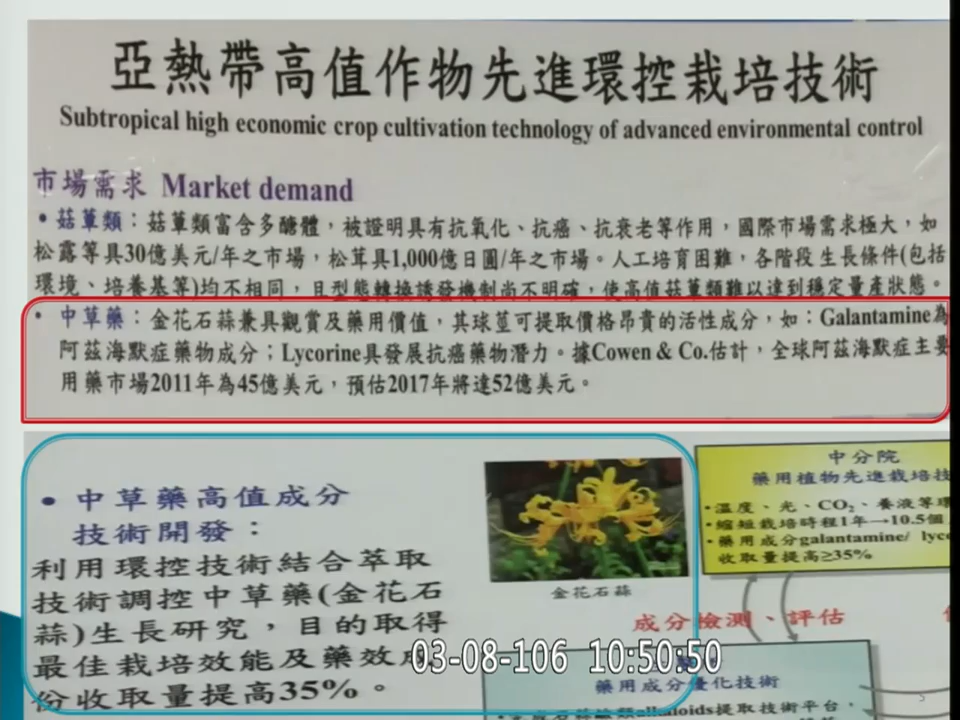 亞熱帶高值作物先進環控栽培技術
Subtropical high economic crop cultivation technology of advanced environmental control
市場需求 Market demand
• 菇蕈類：菇蕈類富含多醣體，被證明具有抗氧化、抗癌、抗衰老等作用，國際市場需求極大，如
松露等具30億美元/年之市場，松茸具1,000億日圓/年之市場。人工培育困難，各階段生長條件(包括
環境、培養基等)均不相同，且型態轉換誘發機制尚不明確，使高值菇蕈類難以達到穩定量產狀態。
• 中草藥：金花石蒜兼具觀賞及藥用價值，其球莖可提取價格昂貴的活性成分，如：Galantamine為
阿茲海默症藥物成分；Lycorine具發展抗癌藥物潛力。據Cowen & Co.估計，全球阿茲海默症主要
用藥市場2011年為45億美元，預估2017年將達52億美元。
• 中草藥高值成分
技術開發：
利用環控技術結合萃取
技術調控中草藥(金花石
蒜)生長研究，目的取得
最佳栽培效能及藥效成
份收取量提高35%。
金花石蒜
中分院
藥用植物先進栽培技
• 溫度、光、CO₂、養液等環
• 縮短栽培時程1年→10.5個
• 藥用成分galantamine/ lyco
收取量提高≥35%
成分檢測、評估
藥用成分優化技術
alkaloids提取技術平台，
03-08-106 10:50:50
5